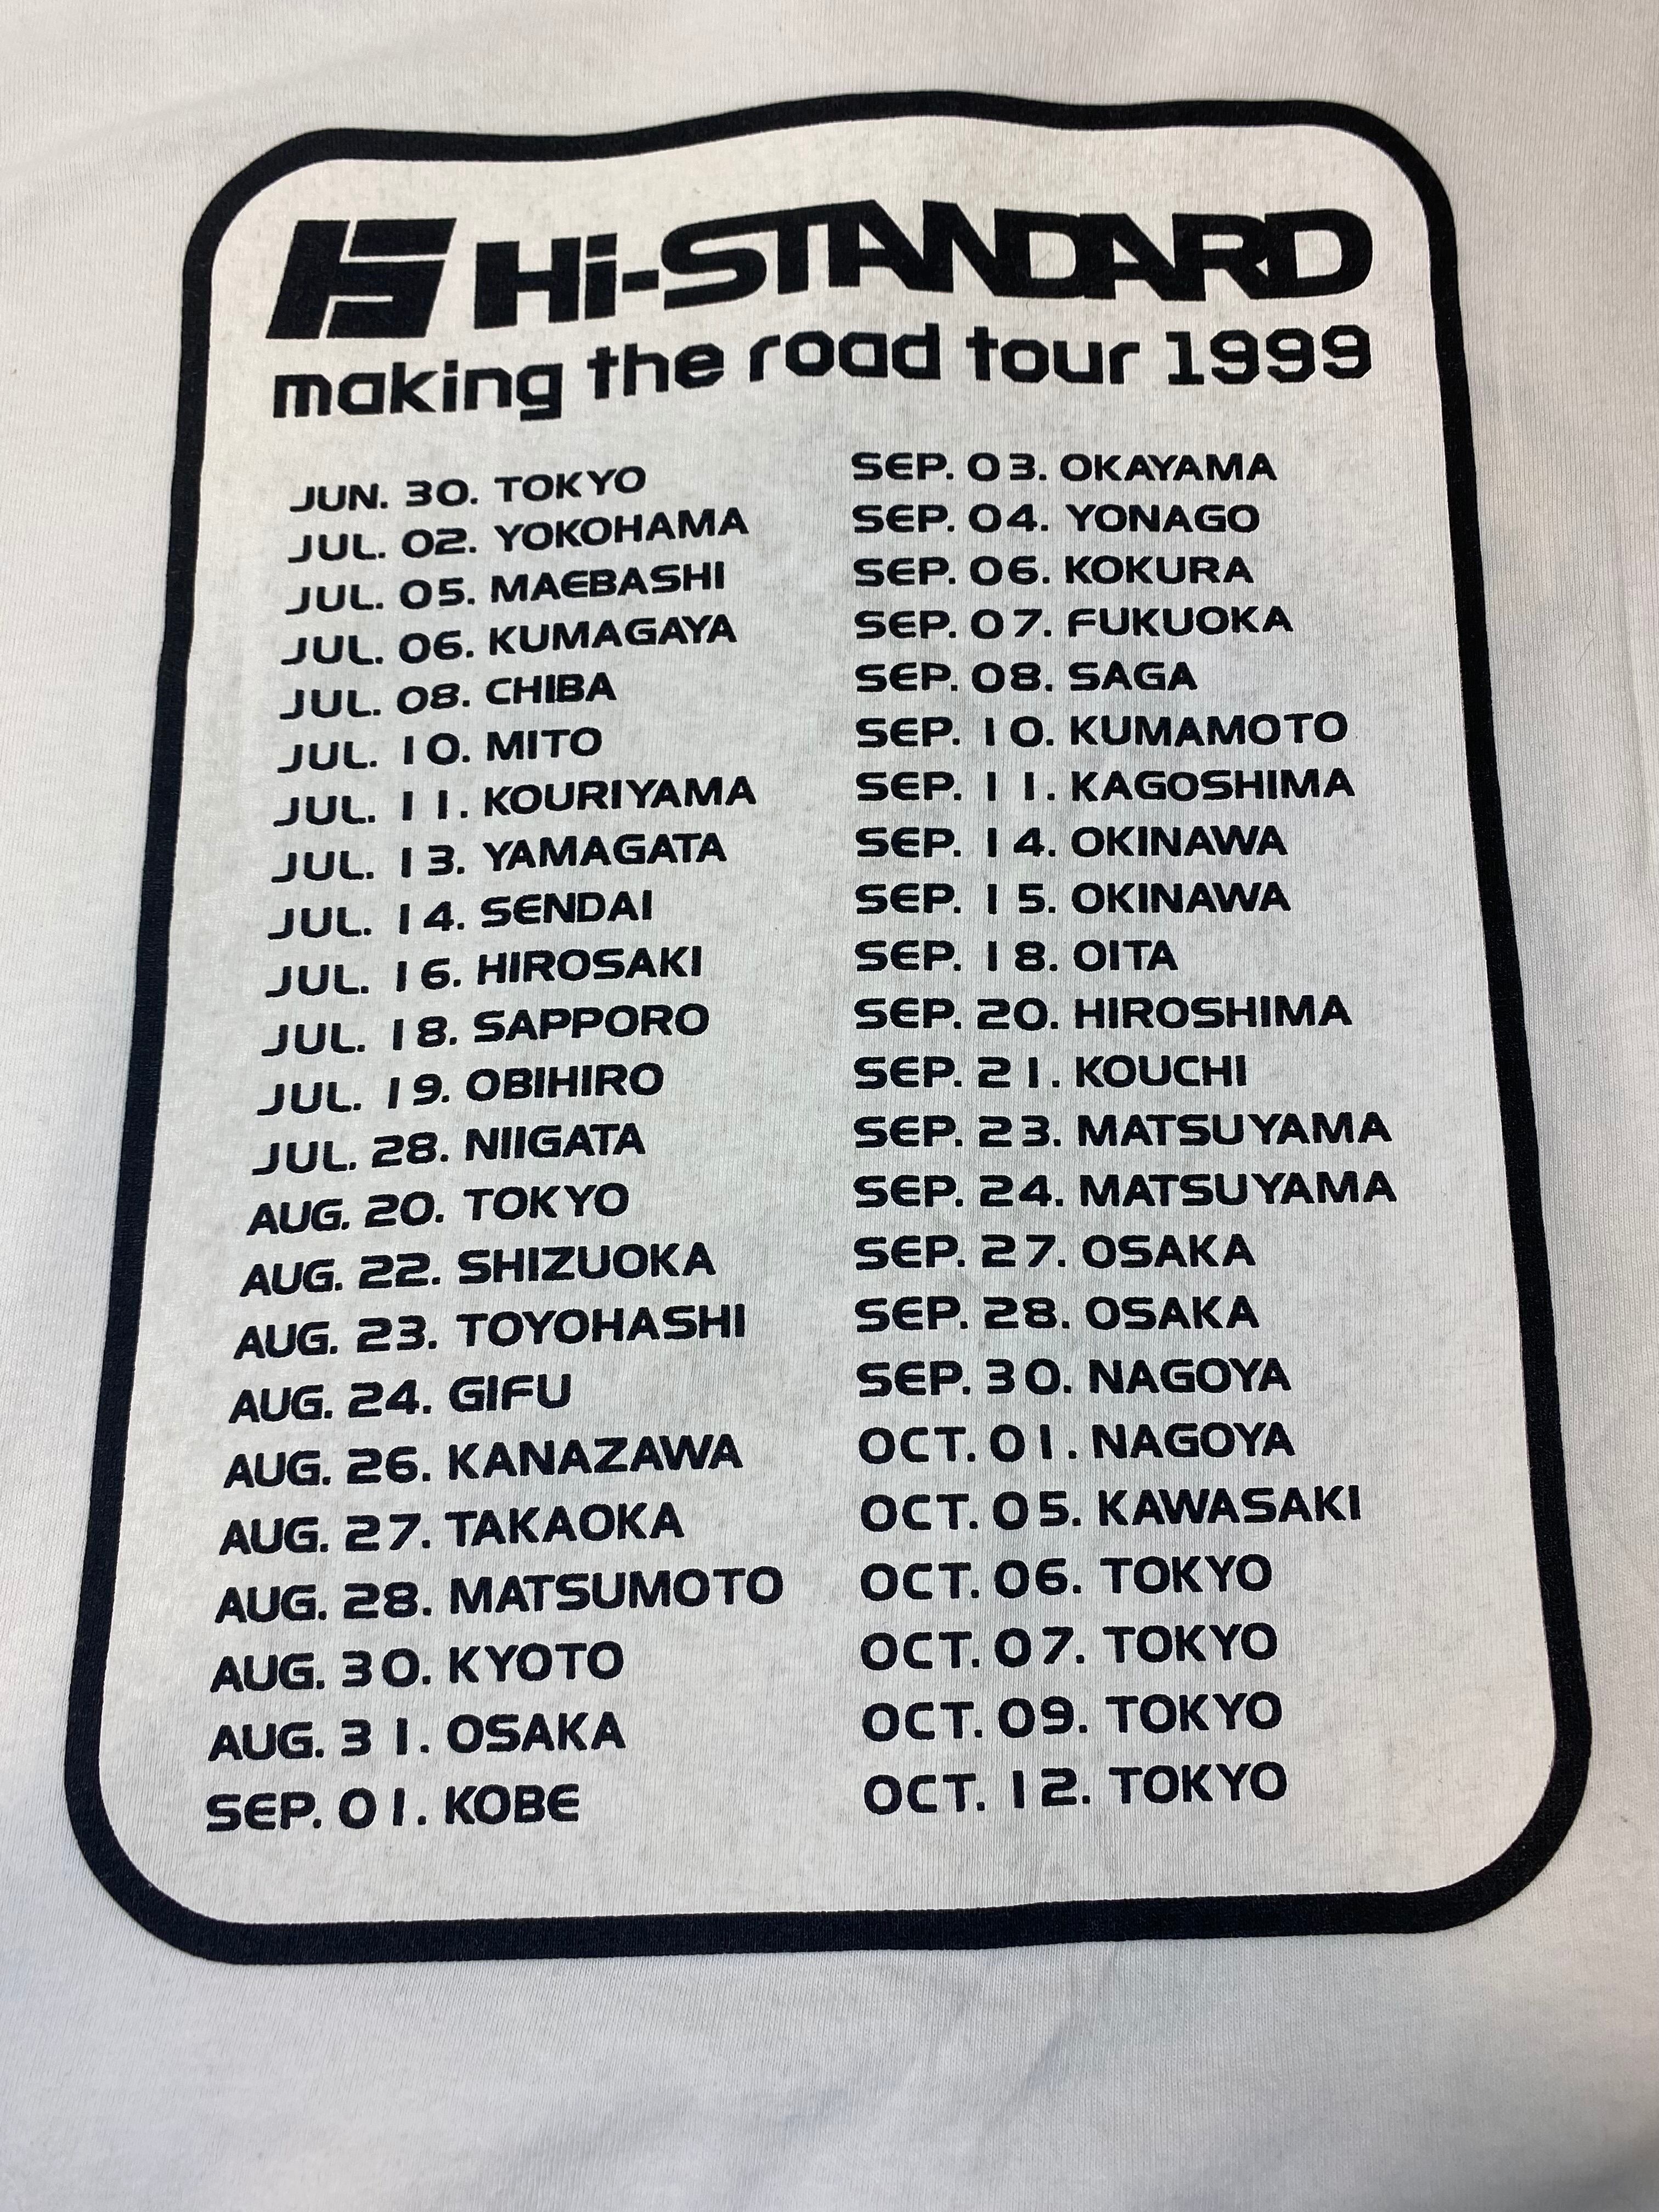 Hi-STANDARD
making the road tour 1999
JUN. 30. TOKYO
JUL. 02. YOKOHAMA
JUL. 05. MAEBASHI
JUL. 06. KUMAGAYA
JUL. 08. CHIBA
JUL. 10. MITO
JUL. 11. KOURIYAMA
JUL. 13. YAMAGATA
JUL. 14. SENDAI
JUL. 16. HIROSAKI
JUL. 18. SAPPORO
JUL. 19. OBIHIRO
JUL. 28. NIIGATA
AUG. 20. TOKYO
AUG. 22. SHIZUOKA
AUG. 23. TOYOHASHI
AUG. 24. GIFU
AUG. 26. KANAZAWA
AUG. 27. TAKAOKA
AUG. 28. MATSUMOTO
AUG. 30. KYOTO
AUG. 31. OSAKA
SEP. 01. KOBE
SEP. 03. OKAYAMA
SEP. 04. YONAGO
SEP. 06. KOKURA
SEP. 07. FUKUOKA
SEP. 08. SAGA
SEP. 10. KUMAMOTO
SEP. 11. KAGOSHIMA
SEP. 14. OKINAWA
SEP. 15. OKINAWA
SEP. 18. OITA
SEP. 20. HIROSHIMA
SEP. 21. KOUCHI
SEP. 23. MATSUYAMA
SEP. 24. MATSUYAMA
SEP. 27. OSAKA
SEP. 28. OSAKA
SEP. 30. NAGOYA
OCT. 01. NAGOYA
OCT. 05. KAWASAKI
OCT. 06. TOKYO
OCT. 07. TOKYO
OCT. 09. TOKYO
OCT. 12. TOKYO